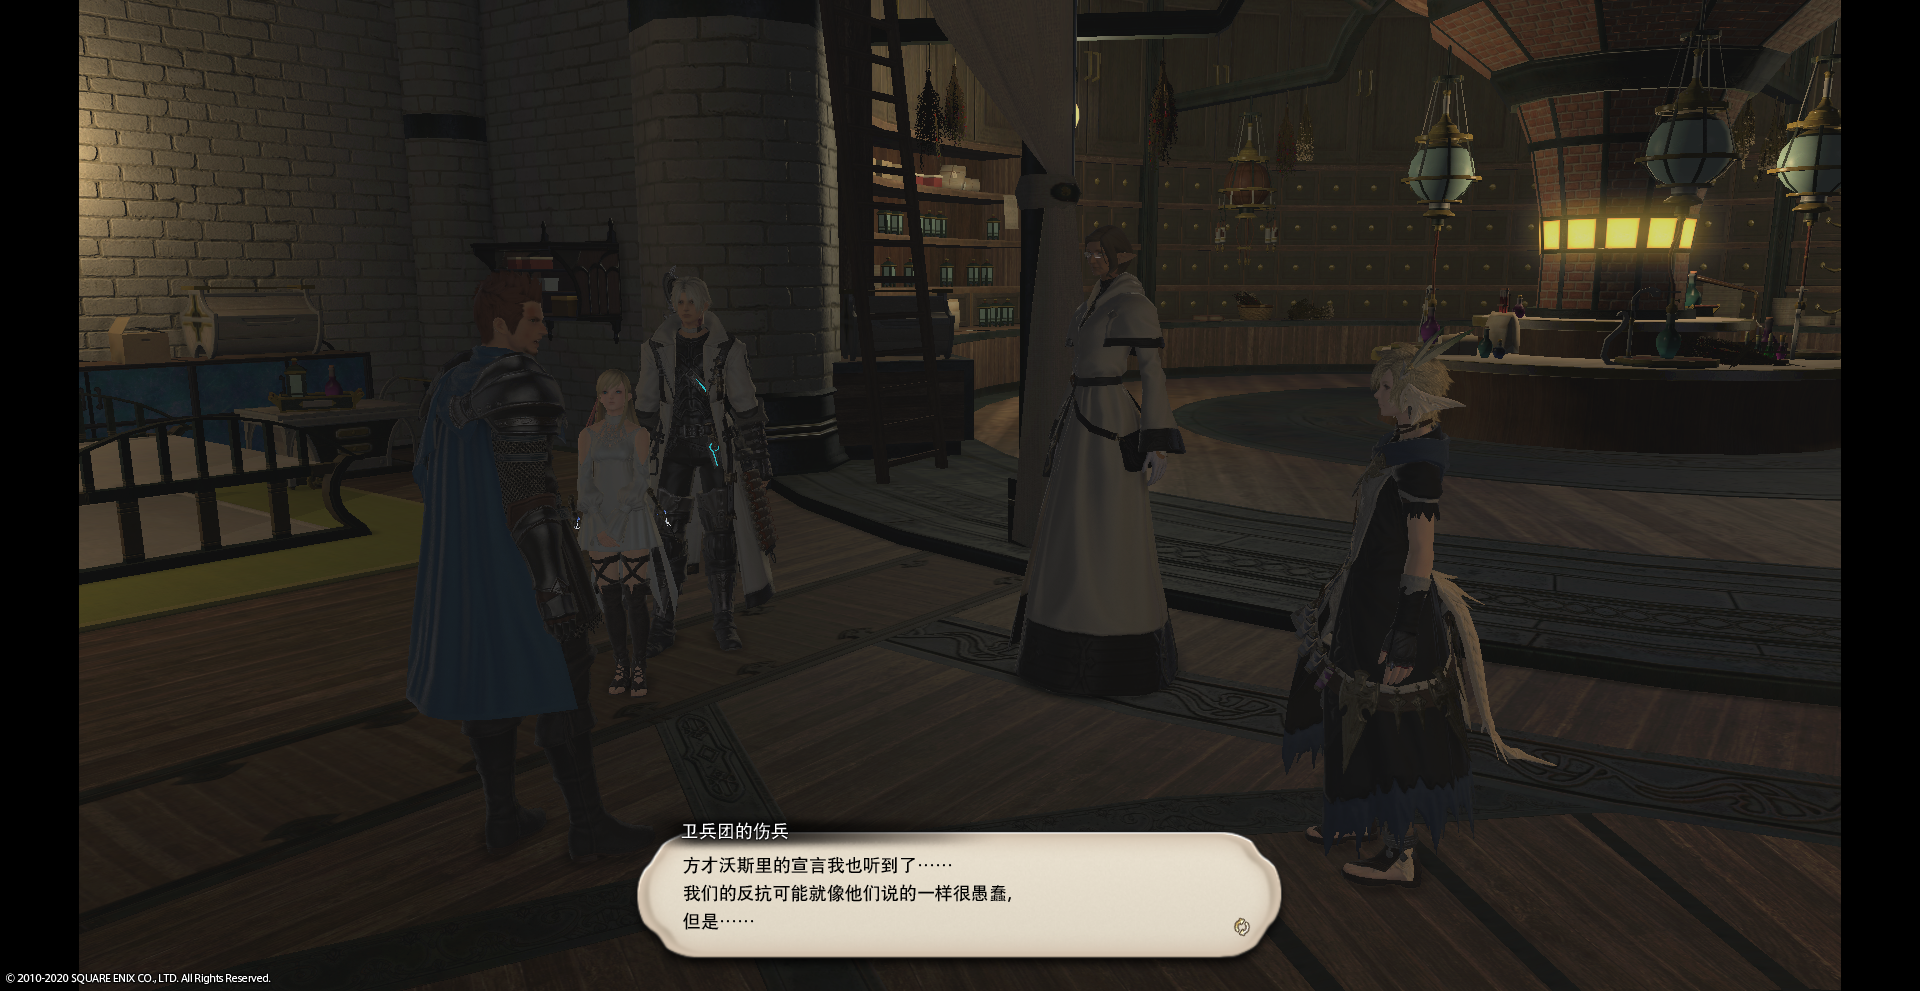 卫兵团的伤兵
方才沃斯里的宣言我也听到了……
我们的反抗可能就像他们说的一样很愚蠢，
但是……
© 2010-2020 SQUARE ENIX CO., LTD. All Rights Reserved.